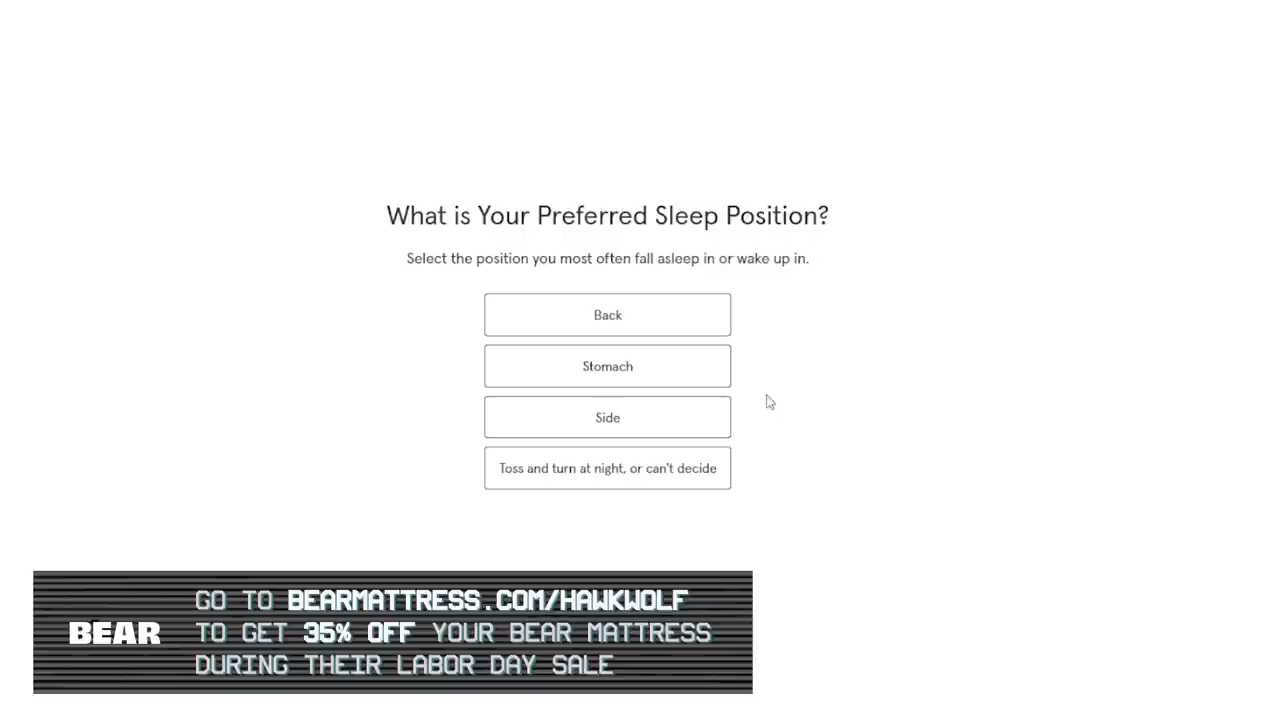 What is Your Preferred Sleep Position?
Select the position you most often fall asleep in or wake up in.
Back
Stomach
Side
Toss and turn at night, or can't decide
BEAR
GO TO BEARMATTRESS.COM/HAWKWOLF
TO GET 35% OFF YOUR BEAR MATTRESS
DURING THEIR LABOR DAY SALE